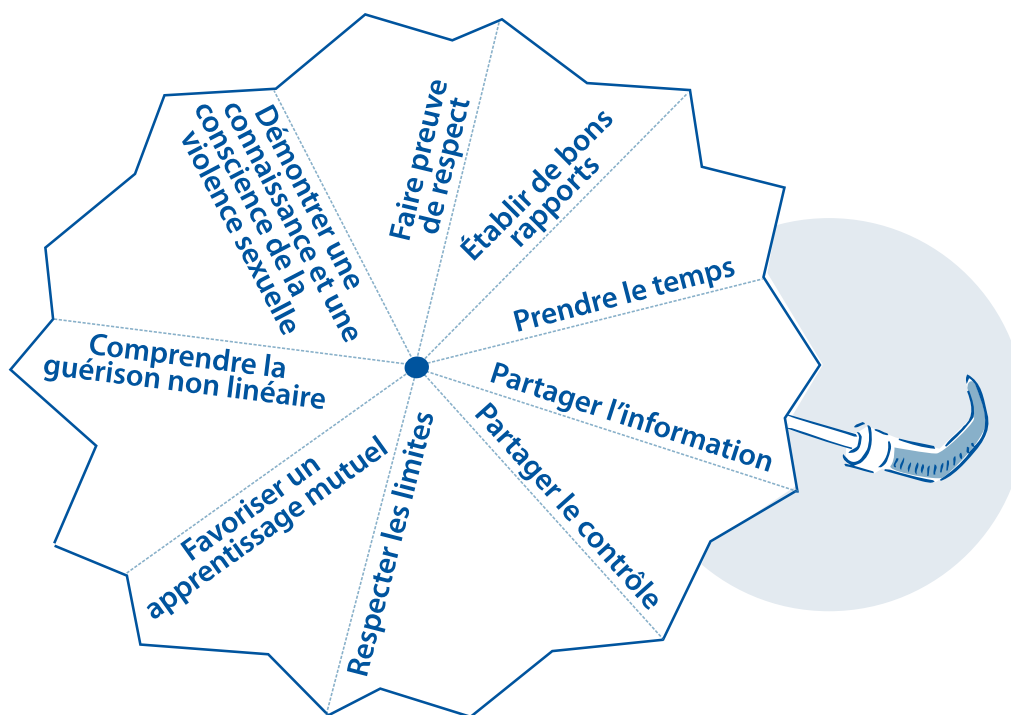 Faire preuve
de respect
Établir de bons
rapports
Prendre le temps
Partager l’information
Partager le contrôle
Respecter les limites
Favoriser un
apprentissage mutuel
Comprendre la
guérison non linéaire
Démontrer une
connaissance et une
conscience de la
violence sexuelle